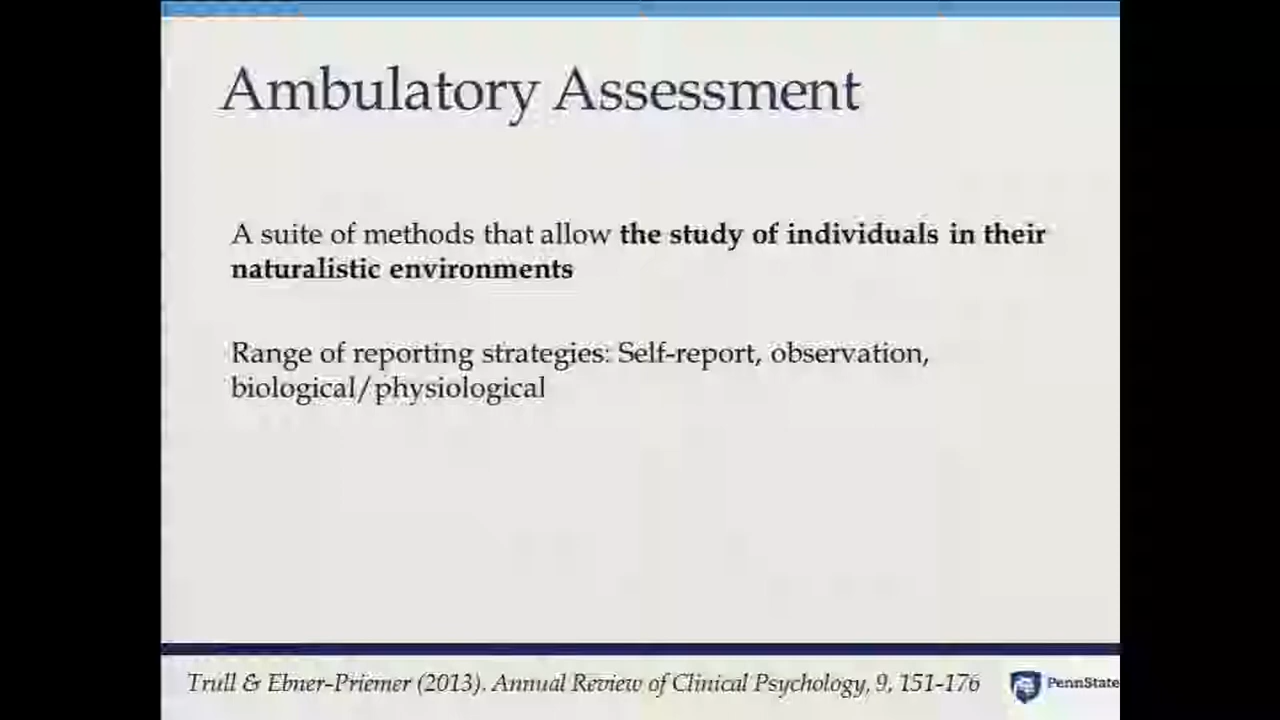 Ambulatory Assessment
A suite of methods that allow the study of individuals in their
naturalistic environments
Range of reporting strategies: Self-report, observation,
biological/physiological
Trull & Ebner-Priemer (2013). Annual Review of Clinical Psychology, 9, 151-176
PennState